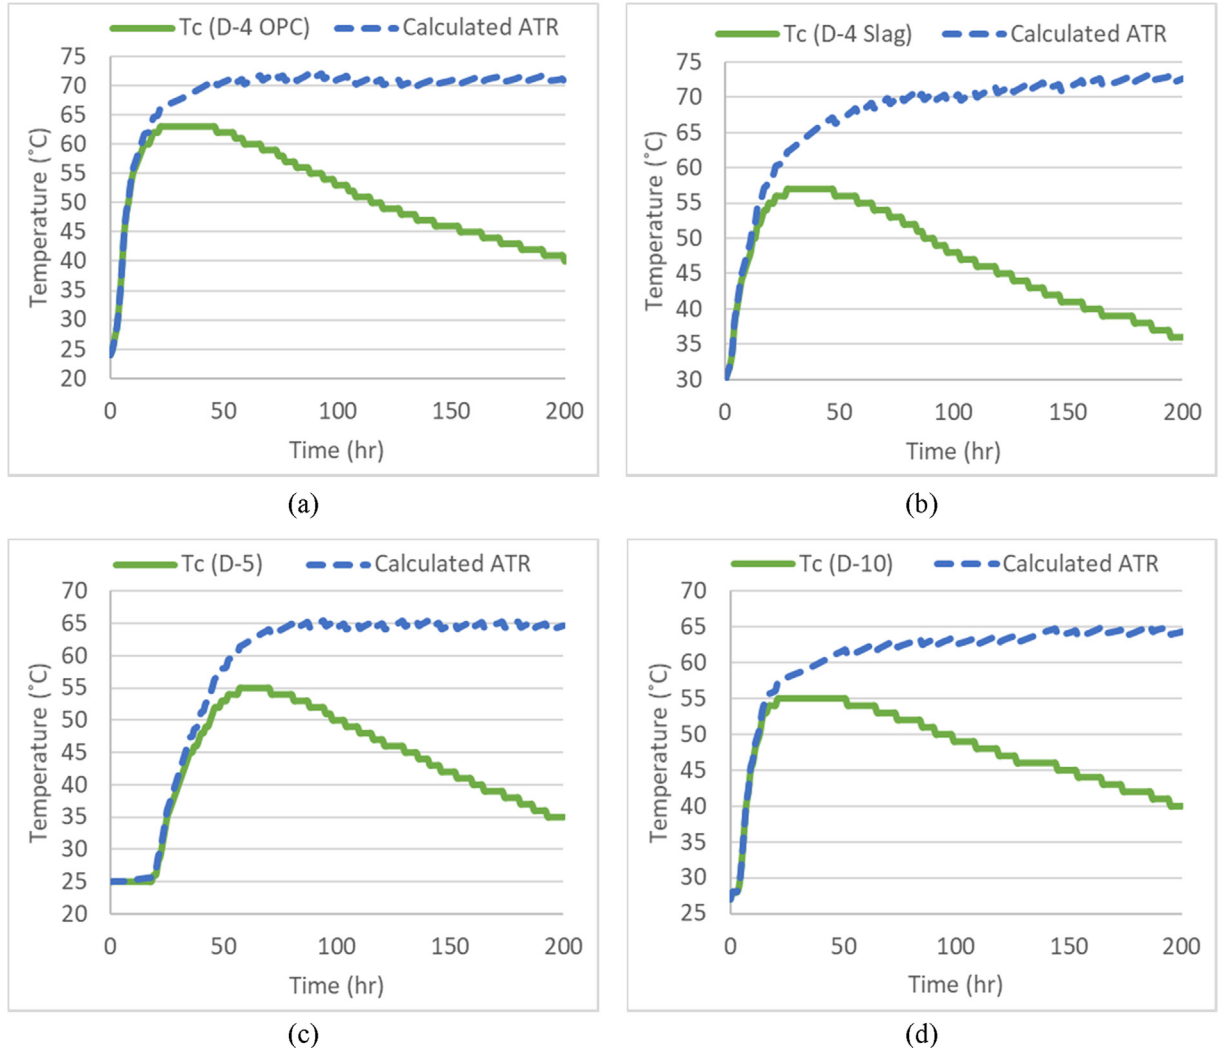 Tc (D-4 OPC) Calculated ATR
75
70
65
60
55
50
45
40
35
30
25
20
Temperature (˚C)
0 50 100 150 200
Time (hr)
(a)
Tc (D-4 Slag) Calculated ATR
75
70
65
60
55
50
45
40
35
30
Temperature (˚C)
0 50 100 150 200
Time (hr)
(b)
Tc (D-5) Calculated ATR
70
65
60
55
50
45
40
35
30
25
20
Temperature (˚C)
0 50 100 150 200
Time (hr)
(c)
Tc (D-10) Calculated ATR
70
65
60
55
50
45
40
35
30
25
Temperature (˚C)
0 50 100 150 200
Time (hr)
(d)